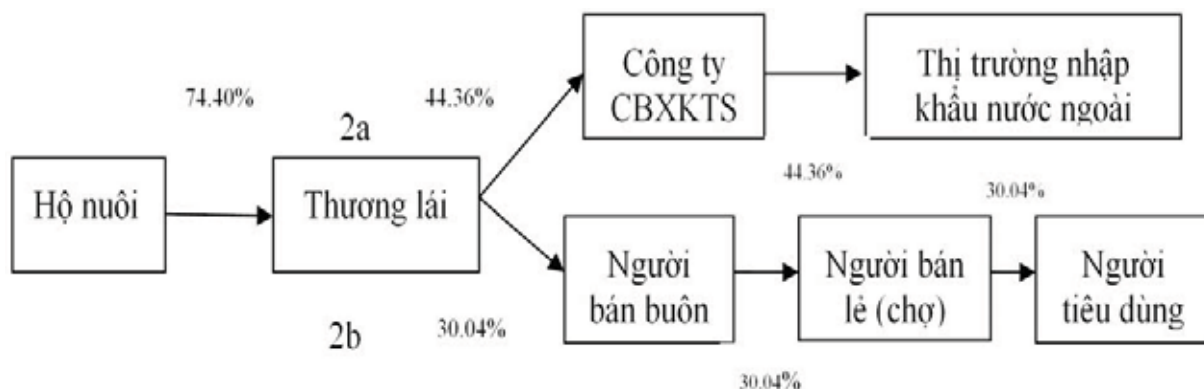 Công ty
CBXKTS
Thị trường nhập
khẩu nước ngoài
74.40%
44.36%
2a
Hộ nuôi
Thương lái
44.36%
30.04%
Người
bán buôn
Người bán
lẻ (chợ)
Người
tiêu dùng
2b
30.04%
30.04%